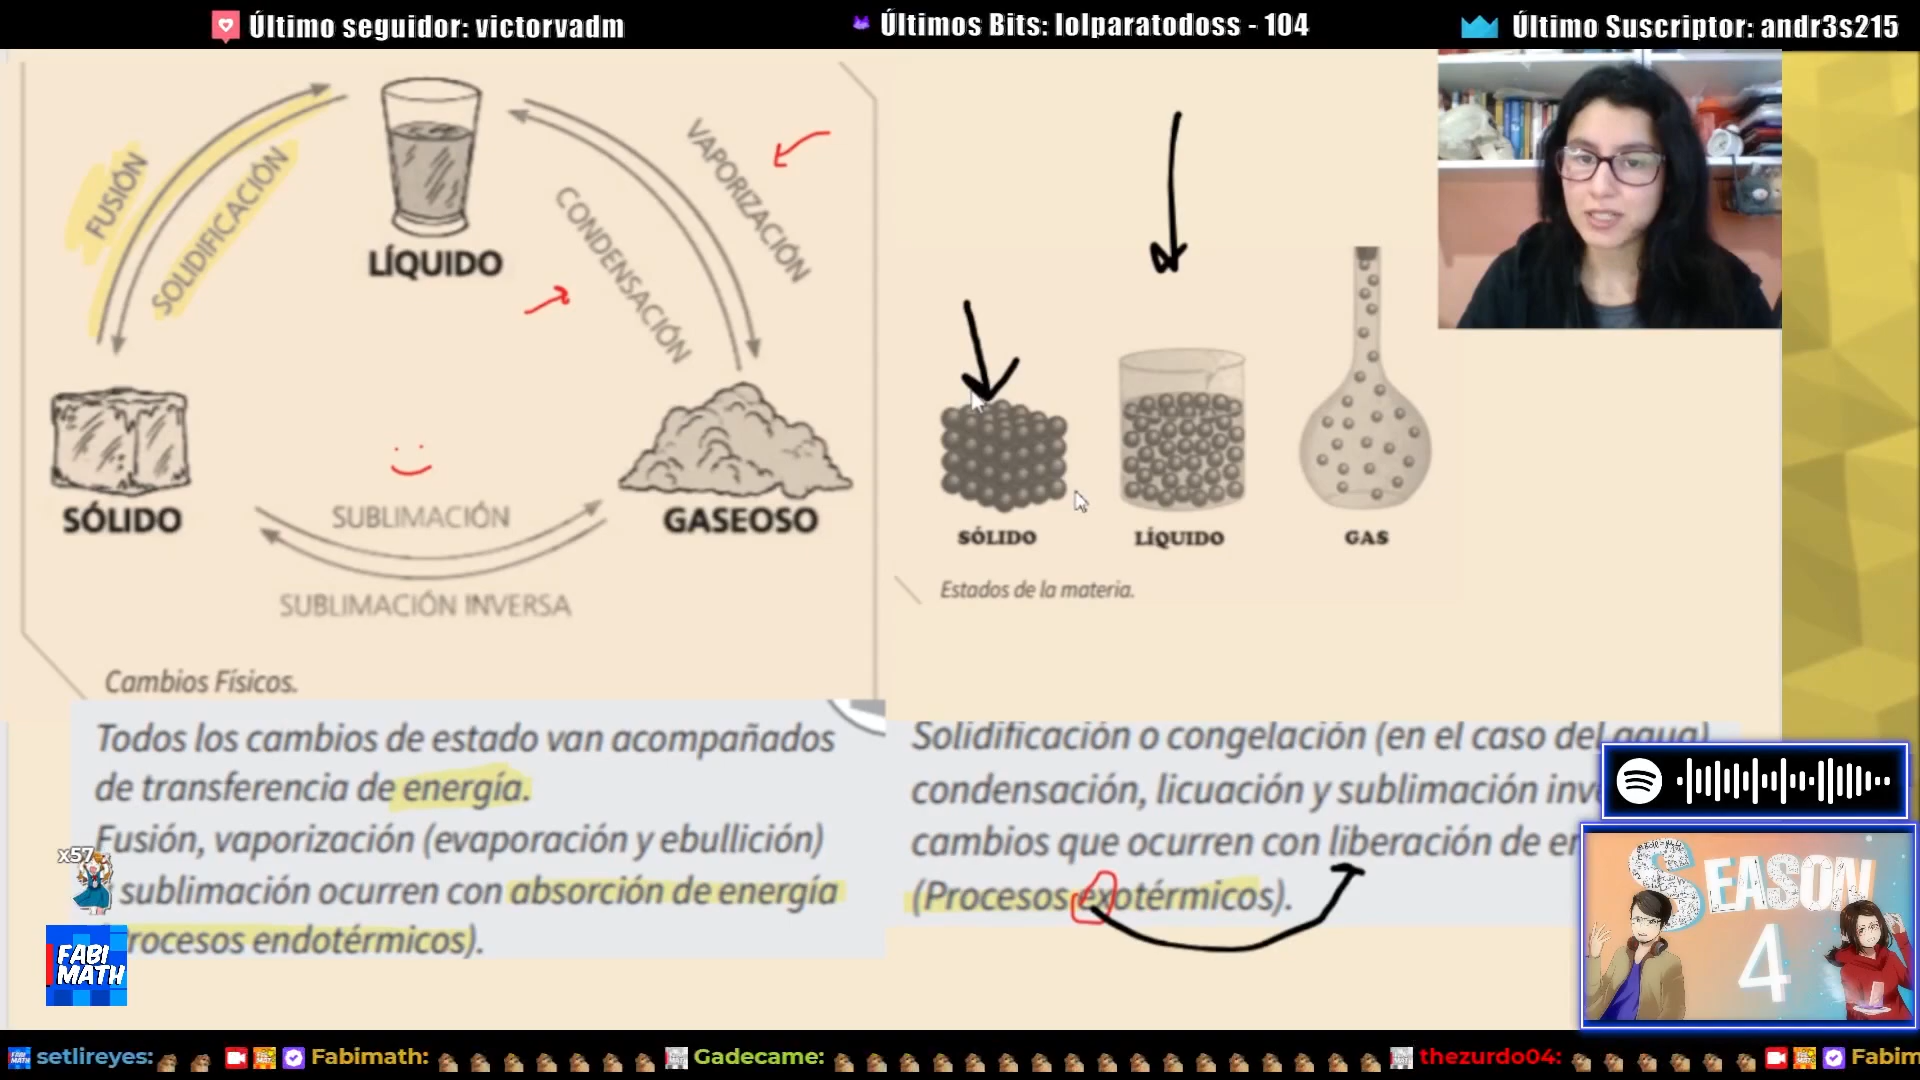 Último seguidor: victorvadm
Últimos Bits: lolparatodoss - 104
Último Suscriptor: andr3s215
FUSIÓN
SOLIDIFICACIÓN
LÍQUIDO
VAPORIZACIÓN
CONDENSACIÓN
SÓLIDO
SUBLIMACIÓN
GASEOSO
SUBLIMACIÓN INVERSA
Cambios Físicos.
SÓLIDO
LÍQUIDO
GAS
Estados de la materia.
Todos los cambios de estado van acompañados
de transferencia de energía.
Fusión, vaporización (evaporación y ebullición)
sublimación ocurren con absorción de energía
rocesos endotérmicos).
Solidificación o congelación (en el caso del agua)
condensación, licuación y sublimación inv
cambios que ocurren con liberación de
(Procesos exotérmicos).
x57
FABI
MATH
SEASON
4
setlireyes:
Fabimath:
Gadecame:
thezurdo04:
Fabim